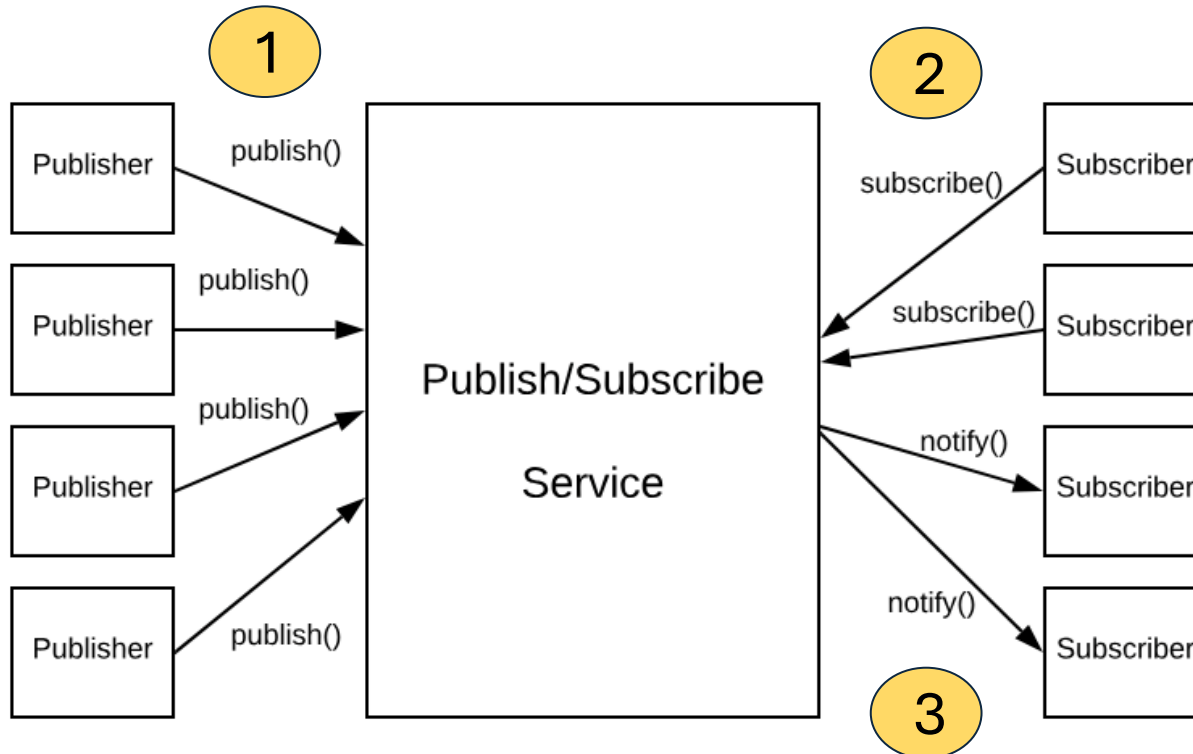 1
2
Publisher
publish()
Subscriber
subscribe()
Publisher
publish()
Subscriber
subscribe()
Publish/Subscribe
Service
Publisher
publish()
Subscriber
notify()
Publisher
publish()
Subscriber
notify()
3